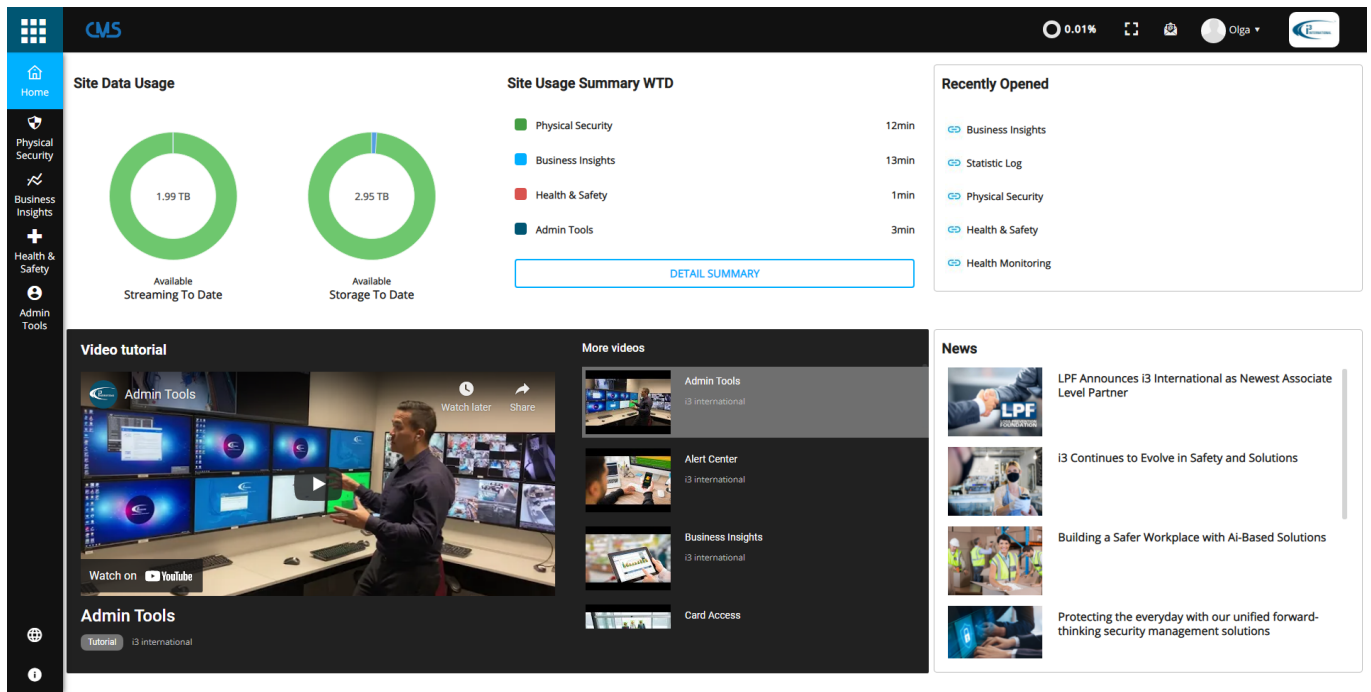 CMS
0.01%
Olga
Home
Physical
Security
Business
Insights
Health &
Safety
Admin
Tools
Site Data Usage
1.99 TB
Available
Streaming To Date
2.95 TB
Available
Storage To Date
Site Usage Summary WTD
Physical Security 12min
Business Insights 13min
Health & Safety 1min
Admin Tools 3min
DETAIL SUMMARY
Recently Opened
Business Insights
Statistic Log
Physical Security
Health & Safety
Health Monitoring
Video tutorial
Admin Tools
Watch later Share
Watch on YouTube
Admin Tools
Tutorial i3 international
More videos
Admin Tools
i3 international
Alert Center
i3 international
Business Insights
i3 international
Card Access
News
LPF Announces i3 International as Newest Associate
Level Partner
LPF
FOUNDATION
i3 Continues to Evolve in Safety and Solutions
Building a Safer Workplace with Ai-Based Solutions
Protecting the everyday with our unified forward-
thinking security management solutions